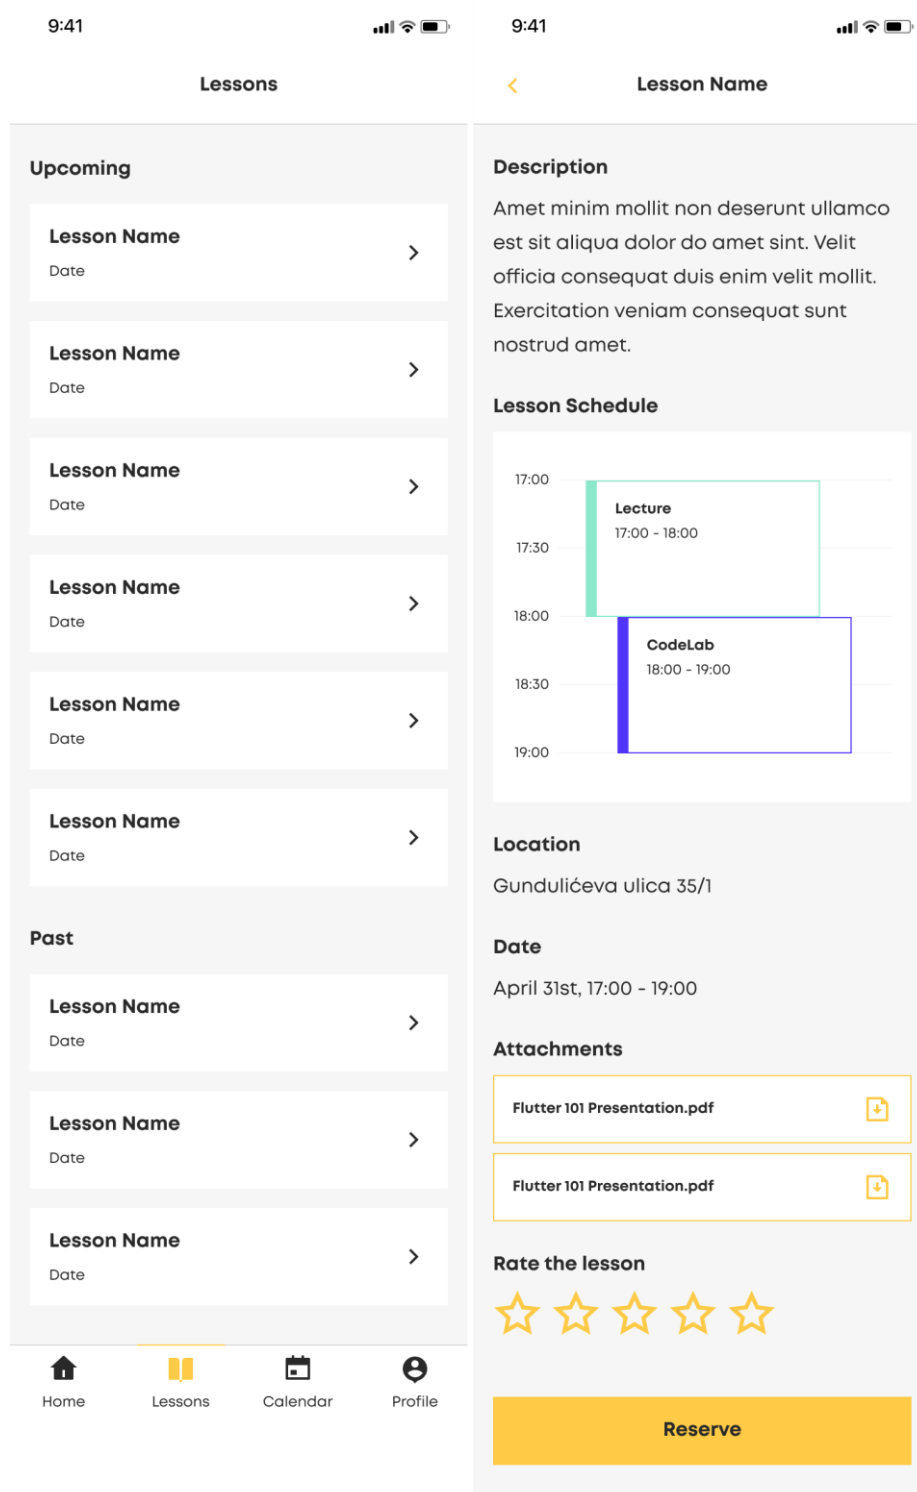 9:41
Lessons
Upcoming
Lesson Name
Date
Lesson Name
Date
Lesson Name
Date
Lesson Name
Date
Lesson Name
Date
Lesson Name
Date
Past
Lesson Name
Date
Lesson Name
Date
Lesson Name
Date
Home
Lessons
Calendar
Profile
9:41
Lesson Name
Description
Amet minim mollit non deserunt ullamco
est sit aliqua dolor do amet sint. Velit
officia consequat duis enim velit mollit.
Exercitation veniam consequat sunt
nostrud amet.
Lesson Schedule
17:00
Lecture
17:00 - 18:00
17:30
18:00
CodeLab
18:00 - 19:00
18:30
19:00
Location
Gundulićeva ulica 35/1
Date
April 31st, 17:00 - 19:00
Attachments
Flutter 101 Presentation.pdf
Flutter 101 Presentation.pdf
Rate the lesson
Reserve